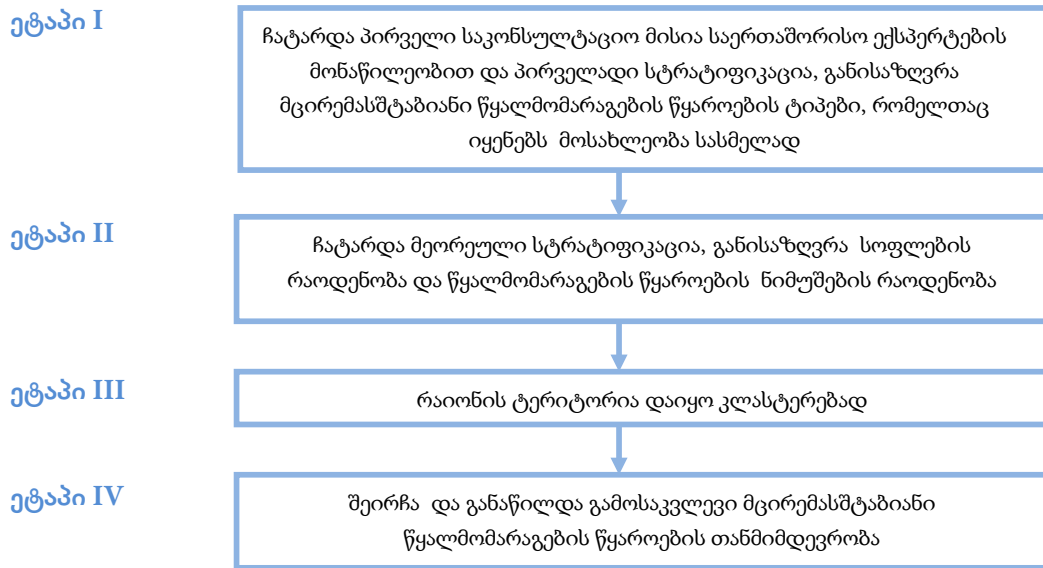 ეტაპი I
ჩატარდა პირველი საკონსულტაციო მისია საერთაშორისო ექსპერტების
მონაწილეობით და პირველადი სტრატიფიკაცია, განისაზღვრა
მცირემასშტაბიანი წყალმომარაგების წყაროების ტიპები, რომელთაც
იყენებს მოსახლეობა სასმელად
ეტაპი II
ჩატარდა მეორეული სტრატიფიკაცია, განისაზღვრა სოფლების
რაოდენობა და წყალმომარაგების წყაროების ნიმუშების რაოდენობა
ეტაპი III
რაიონის ტერიტორია დაიყო კლასტერებად
ეტაპი IV
შეირჩა და განაწილდა გამოსაკვლევი მცირემასშტაბიანი
წყალმომარაგების წყაროების თანმიმდევრობა